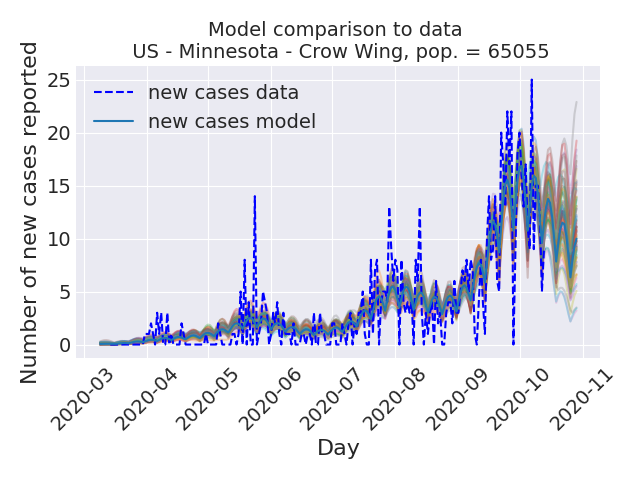 Model comparison to data
US - Minnesota - Crow Wing, pop. = 65055
Number of new cases reported
25
20
15
10
5
0
new cases data
new cases model
2020-03
2020-04
2020-05
2020-06
2020-07
2020-08
2020-09
2020-10
2020-11
Day